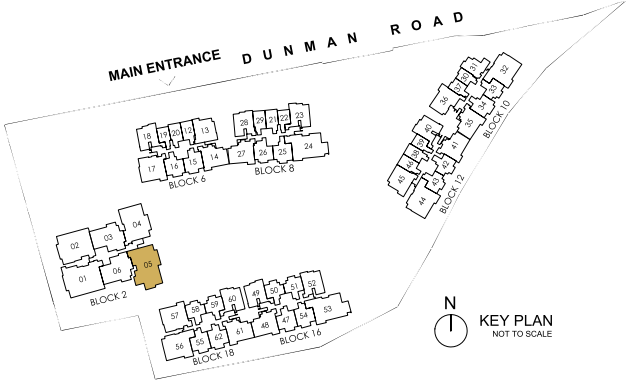 DUNMAN ROAD
MAIN ENTRANCE
31 32
30
37 33
36 34
35
BLOCK 10
40
39 41
38 42
46 43
45 44
BLOCK 12
18 19 20 12 13
17 16 15 14
BLOCK 6
28 29 21 22 23
27 26 25 24
BLOCK 8
02 03 04
01 06 05
BLOCK 2
57 58 59 60
56 55 62 61
BLOCK 18
49 50 51 52
48 47 54 53
BLOCK 16
N
KEY PLAN
NOT TO SCALE